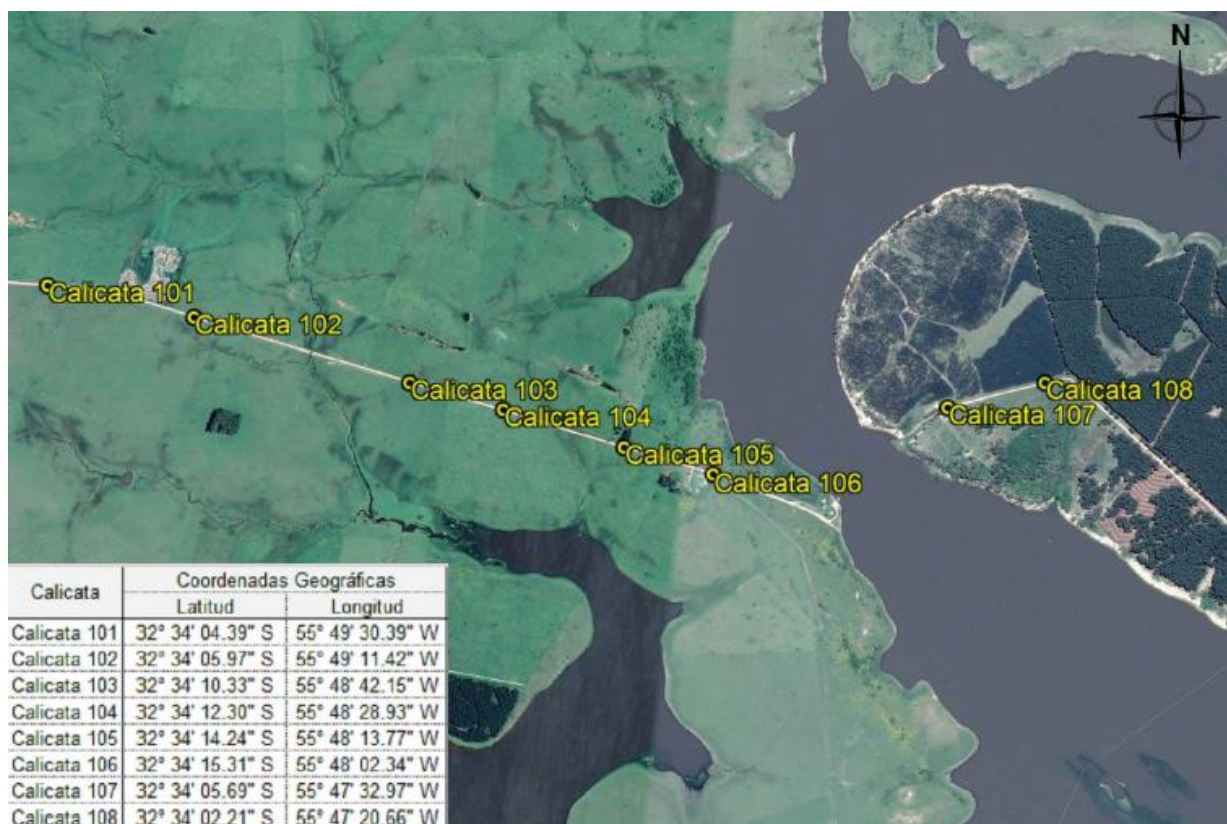 N
Calicata 101
Calicata 102
Calicata 103
Calicata 104
Calicata 105
Calicata 106
Calicata 107
Calicata 108
Calicata Coordenadas Geográficas
Latitud Longitud
Calicata 101 32° 34' 04.39" S 55° 49' 30.39" W
Calicata 102 32° 34' 05.97" S 55° 49' 11.42" W
Calicata 103 32° 34' 10.33" S 55° 48' 42.15" W
Calicata 104 32° 34' 12.30" S 55° 48' 28.93" W
Calicata 105 32° 34' 14.24" S 55° 48' 13.77" W
Calicata 106 32° 34' 15.31" S 55° 48' 02.34" W
Calicata 107 32° 34' 05.69" S 55° 47' 32.97" W
Calicata 108 32° 34' 02.21" S 55° 47' 20.66" W